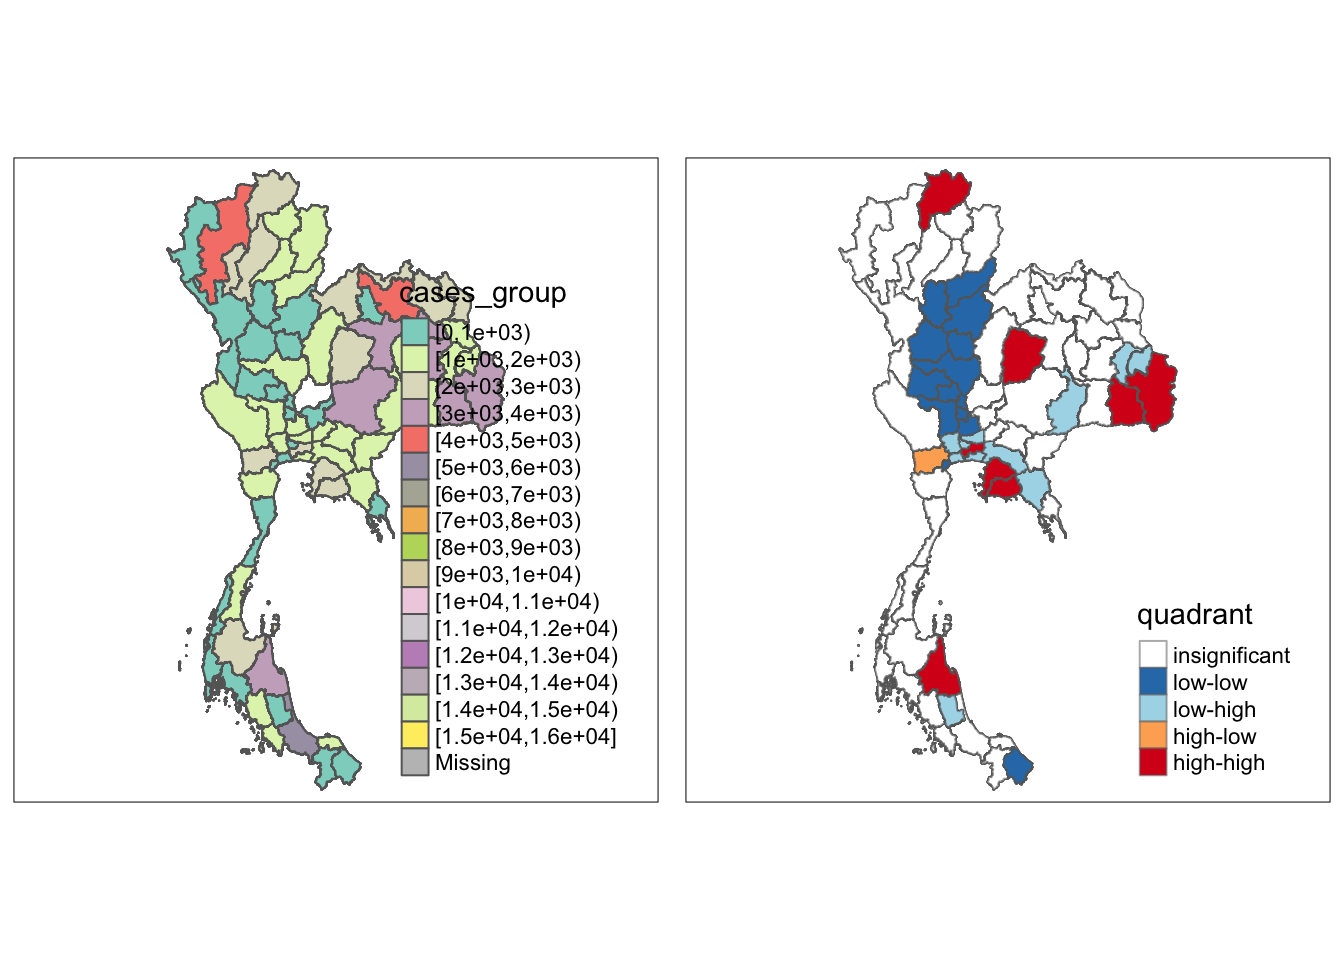 cases_group
[0,1e+03)
[1e+03,2e+03)
[2e+03,3e+03)
[3e+03,4e+03)
[4e+03,5e+03)
[5e+03,6e+03)
[6e+03,7e+03)
[7e+03,8e+03)
[8e+03,9e+03)
[9e+03,1e+04)
[1e+04,1.1e+04)
[1.1e+04,1.2e+04)
[1.2e+04,1.3e+04)
[1.3e+04,1.4e+04)
[1.4e+04,1.5e+04)
[1.5e+04,1.6e+04]
Missing
quadrant
insignificant
low-low
low-high
high-low
high-high